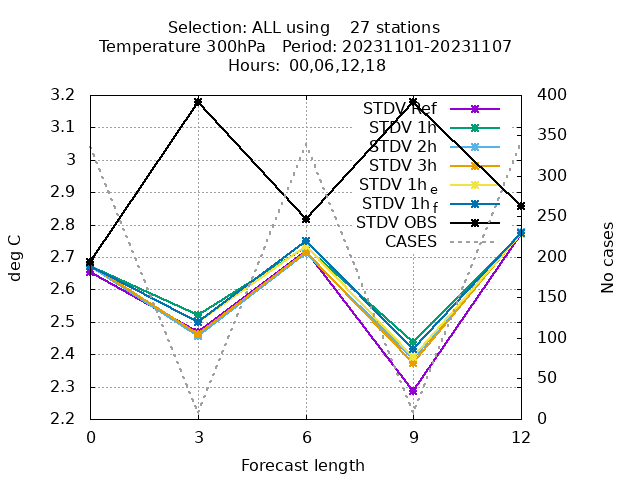 Selection: ALL using    27 stations
Temperature 300hPa   Period: 20231101-20231107
Hours:  00,06,12,18
3.2
3.1
3
2.9
2.8
2.7
2.6
2.5
2.4
2.3
2.2
400
350
300
250
200
150
100
50
0
STDV Ref
STDV 1h
STDV 2h
STDV 3h
STDV 1h e
STDV 1h f
STDV OBS
CASES
deg C
No cases
0 3 6 9 12
Forecast length